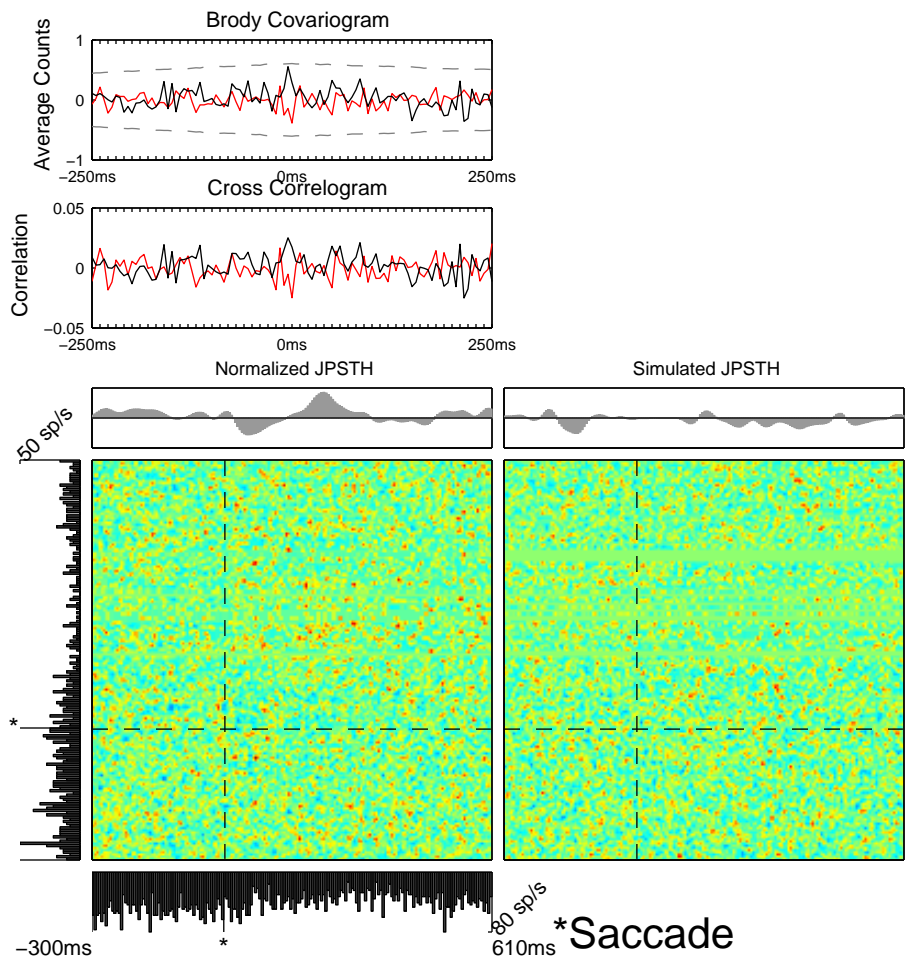 Brody Covariogram
Average Counts
1
0
−1
−250ms
0ms
250ms
Cross Correlogram
Correlation
0.05
0
−0.05
−250ms
0ms
250ms
Normalized JPSTH
Simulated JPSTH
50 sp/s
*
*
80 sp/s
−300ms
610ms
*Saccade